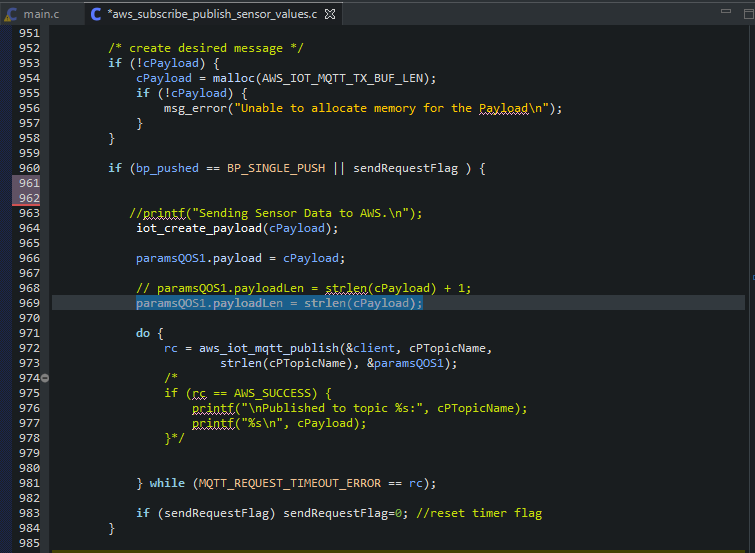 main.c *aws_subscribe_publish_sensor_values.c
951
952 /* create desired message */
953 if (!cPayload) {
954 cPayload = malloc(AWS_IOT_MQTT_TX_BUF_LEN);
955 if (!cPayload) {
956 msg_error("Unable to allocate memory for the Payload\n");
957 }
958 }
959
960 if (bp_pushed == BP_SINGLE_PUSH || sendRequestFlag ) {
961
962
963 //printf("Sending Sensor Data to AWS.\n");
964 iot_create_payload(cPayload);
965
966 paramsQOS1.payload = cPayload;
967
968 // paramsQOS1.payloadLen = strlen(cPayload) + 1;
969 paramsQOS1.payloadLen = strlen(cPayload);
970
971 do {
972 rc = aws_iot_mqtt_publish(&client, cPTopicName,
973 strlen(cPTopicName), &paramsQOS1);
974 /*
975 if (rc == AWS_SUCCESS) {
976 printf("\nPublished to topic %s:", cPTopicName);
977 printf("%s\n", cPayload);
978 }*/
979
980
981 } while (MQTT_REQUEST_TIMEOUT_ERROR == rc);
982
983 if (sendRequestFlag) sendRequestFlag=0; //reset timer flag
984 }
985